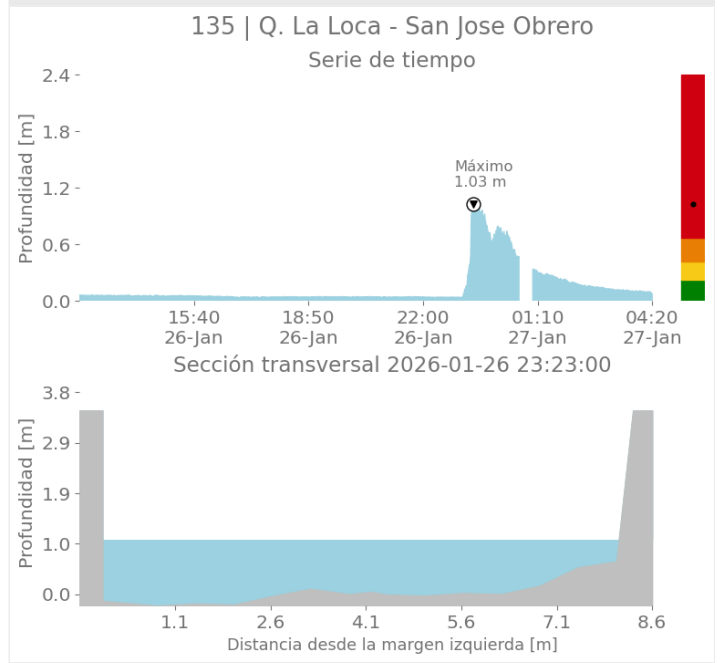 135 | Q. La Loca - San Jose Obrero
Serie de tiempo
Profundidad [m]
2.4
1.8
1.2
0.6
0.0
Máximo
1.03 m
15:40 18:50 22:00 01:10 04:20
26-Jan 26-Jan 26-Jan 27-Jan 27-Jan
Sección transversal 2026-01-26 23:23:00
Profundidad [m]
3.8
2.9
1.9
1.0
0.0
1.1 2.6 4.1 5.6 7.1 8.6
Distancia desde la margen izquierda [m]